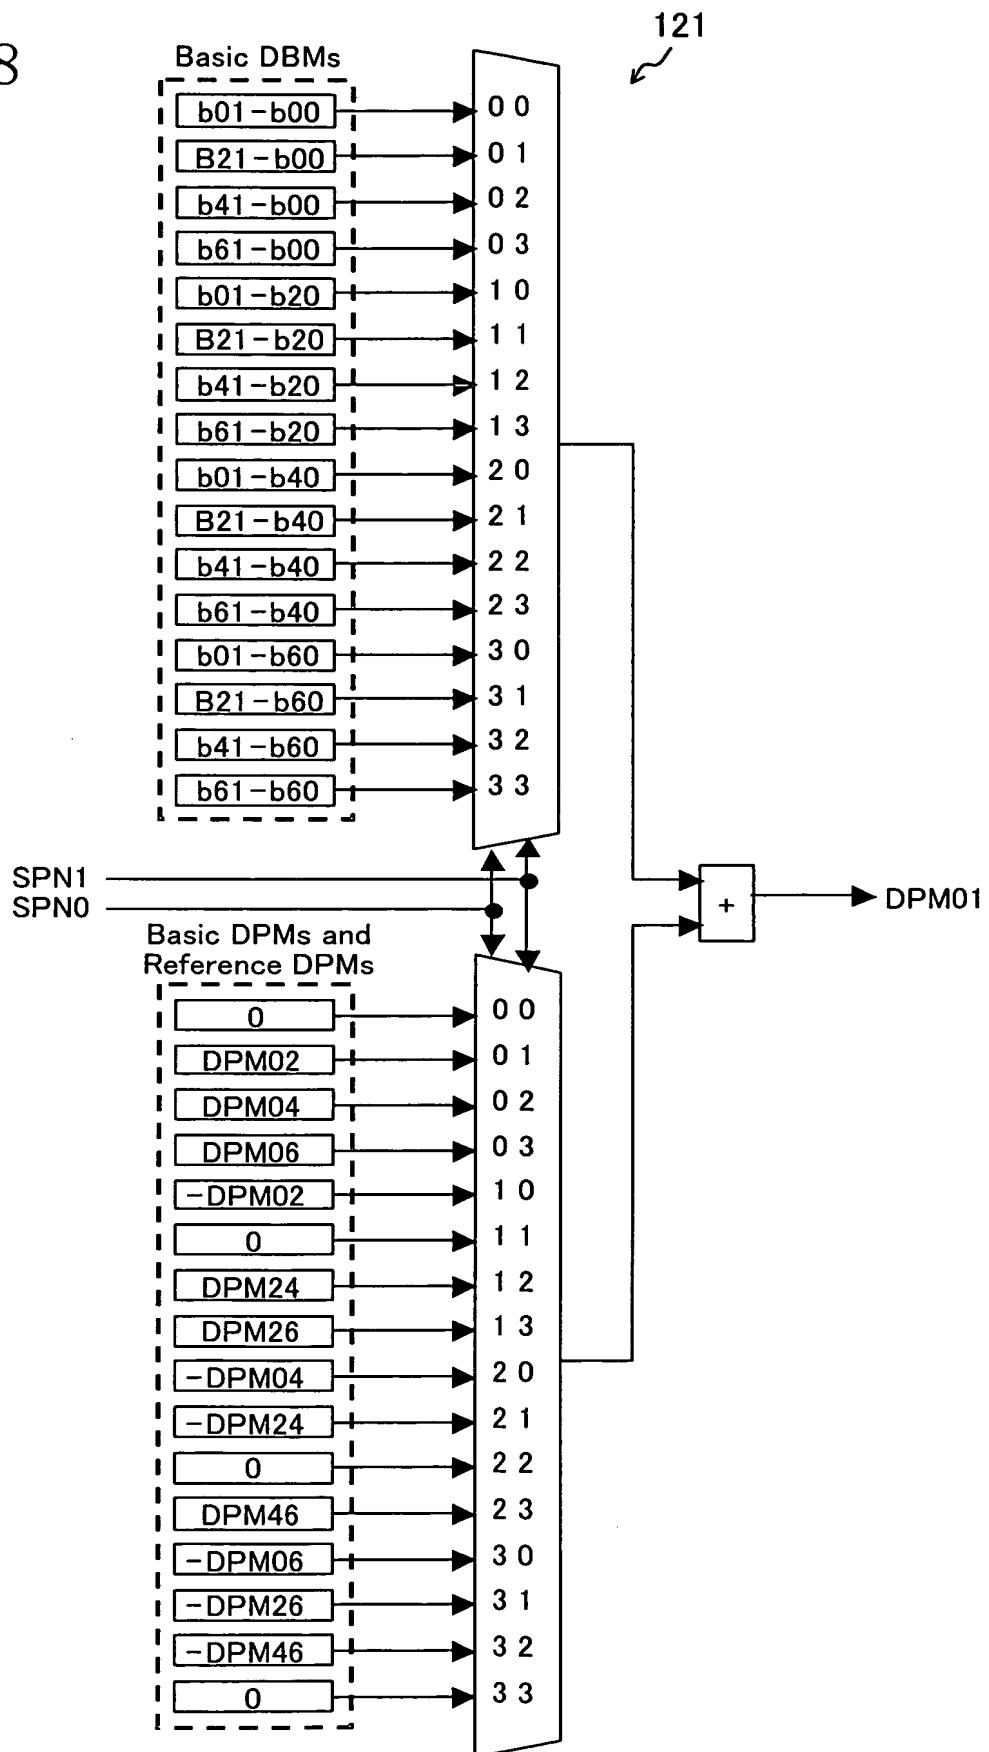 8
121
Basic DBMs
b01-b00 0 0
B21-b00 0 1
b41-b00 0 2
b61-b00 0 3
b01-b20 1 0
B21-b20 1 1
b41-b20 1 2
b61-b20 1 3
b01-b40 2 0
B21-b40 2 1
b41-b40 2 2
b61-b40 2 3
b01-b60 3 0
B21-b60 3 1
b41-b60 3 2
b61-b60 3 3
SPN1
SPN0
+ DPM01
Basic DPMs and
Reference DPMs
0 0 0
DPM02 0 1
DPM04 0 2
DPM06 0 3
-DPM02 1 0
0 1 1
DPM24 1 2
DPM26 1 3
-DPM04 2 0
-DPM24 2 1
0 2 2
DPM46 2 3
-DPM06 3 0
-DPM26 3 1
-DPM46 3 2
0 3 3